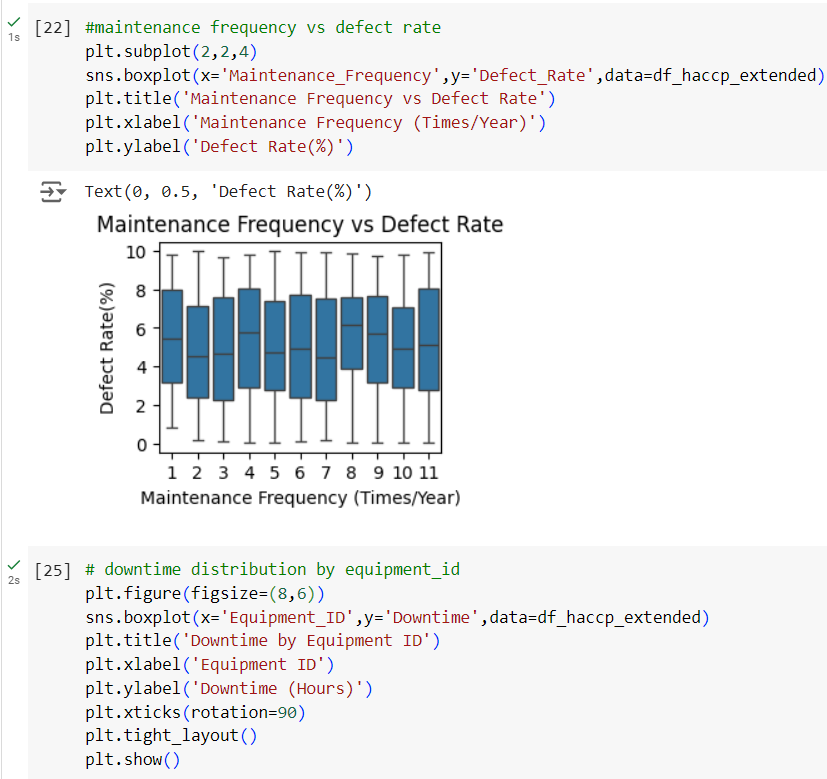 [22] #maintenance frequency vs defect rate
1s
plt.subplot(2,2,4)
sns.boxplot(x='Maintenance_Frequency',y='Defect_Rate',data=df_haccp_extended)
plt.title('Maintenance Frequency vs Defect Rate')
plt.xlabel('Maintenance Frequency (Times/Year)')
plt.ylabel('Defect Rate(%)')
Text(0, 0.5, 'Defect Rate(%)')
Maintenance Frequency vs Defect Rate
Defect Rate(%)
10
8
6
4
2
0
1 2 3 4 5 6 7 8 9 10 11
Maintenance Frequency (Times/Year)
[25] # downtime distribution by equipment_id
2s
plt.figure(figsize=(8,6))
sns.boxplot(x='Equipment_ID',y='Downtime',data=df_haccp_extended)
plt.title('Downtime by Equipment ID')
plt.xlabel('Equipment ID')
plt.ylabel('Downtime (Hours)')
plt.xticks(rotation=90)
plt.tight_layout()
plt.show()